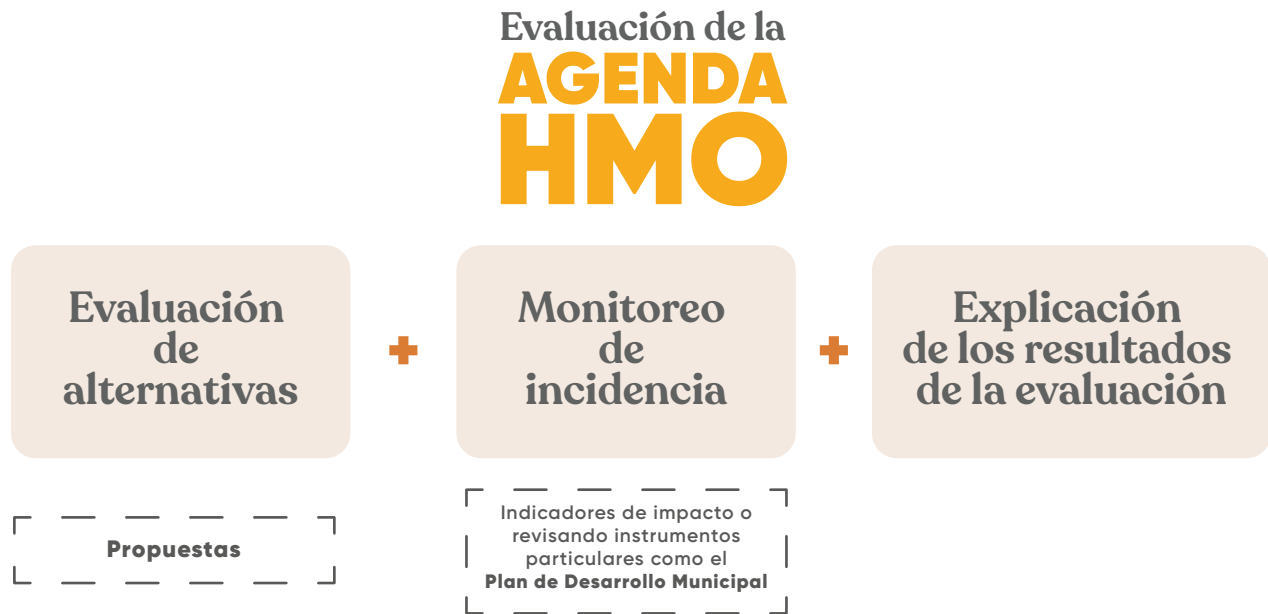 Evaluación de la
AGENDA
HMO
Evaluación
de
alternativas
Monitoreo
de
incidencia
Explicación
de los resultados
de la evaluación
Propuestas
Indicadores de impacto o
revisando instrumentos
particulares como el
Plan de Desarrollo Municipal